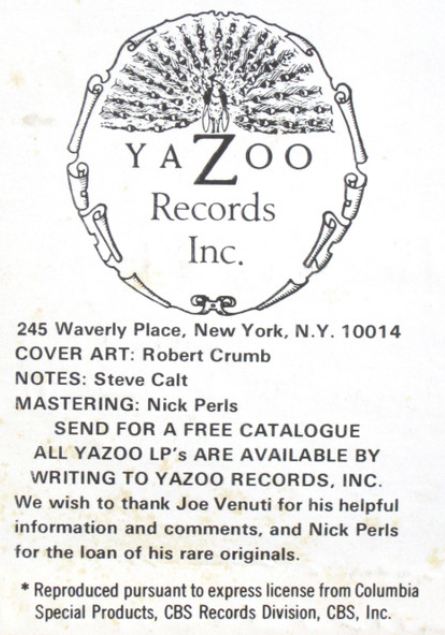 YAZOO
Records
Inc.
245 Waverly Place, New York, N.Y. 10014
COVER ART: Robert Crumb
NOTES: Steve Calt
MASTERING: Nick Perls
SEND FOR A FREE CATALOGUE
ALL YAZOO LP's ARE AVAILABLE BY
WRITING TO YAZOO RECORDS, INC.
We wish to thank Joe Venuti for his helpful
information and comments, and Nick Perls
for the loan of his rare originals.
* Reproduced pursuant to express license from Columbia
Special Products, CBS Records Division, CBS, Inc.